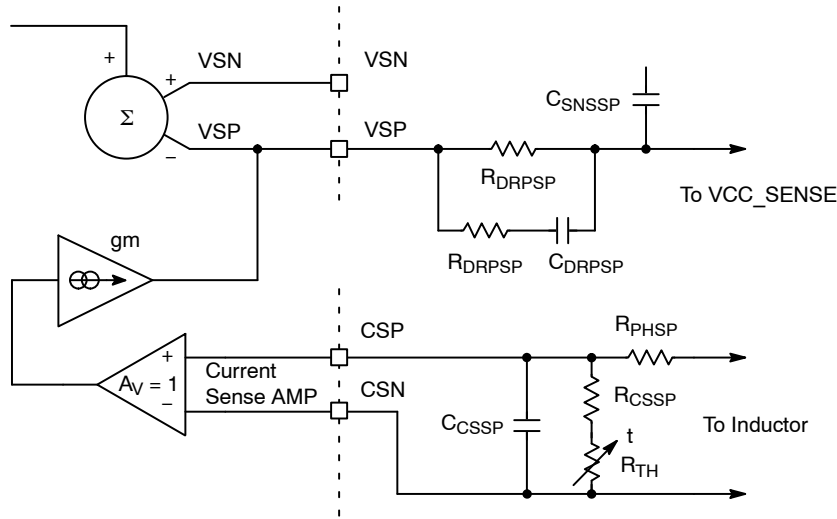 +
VSN
VSN
+
Σ
VSP
VSP
−
C_SNSSP
R_DRPSP
To VCC_SENSE
R_DRPSP
C_DRPSP
gm
CSP
R_PHSP
+
A_V = 1
−
Current
Sense AMP
CSN
C_CSSP
R_CSSP
To Inductor
t
R_TH